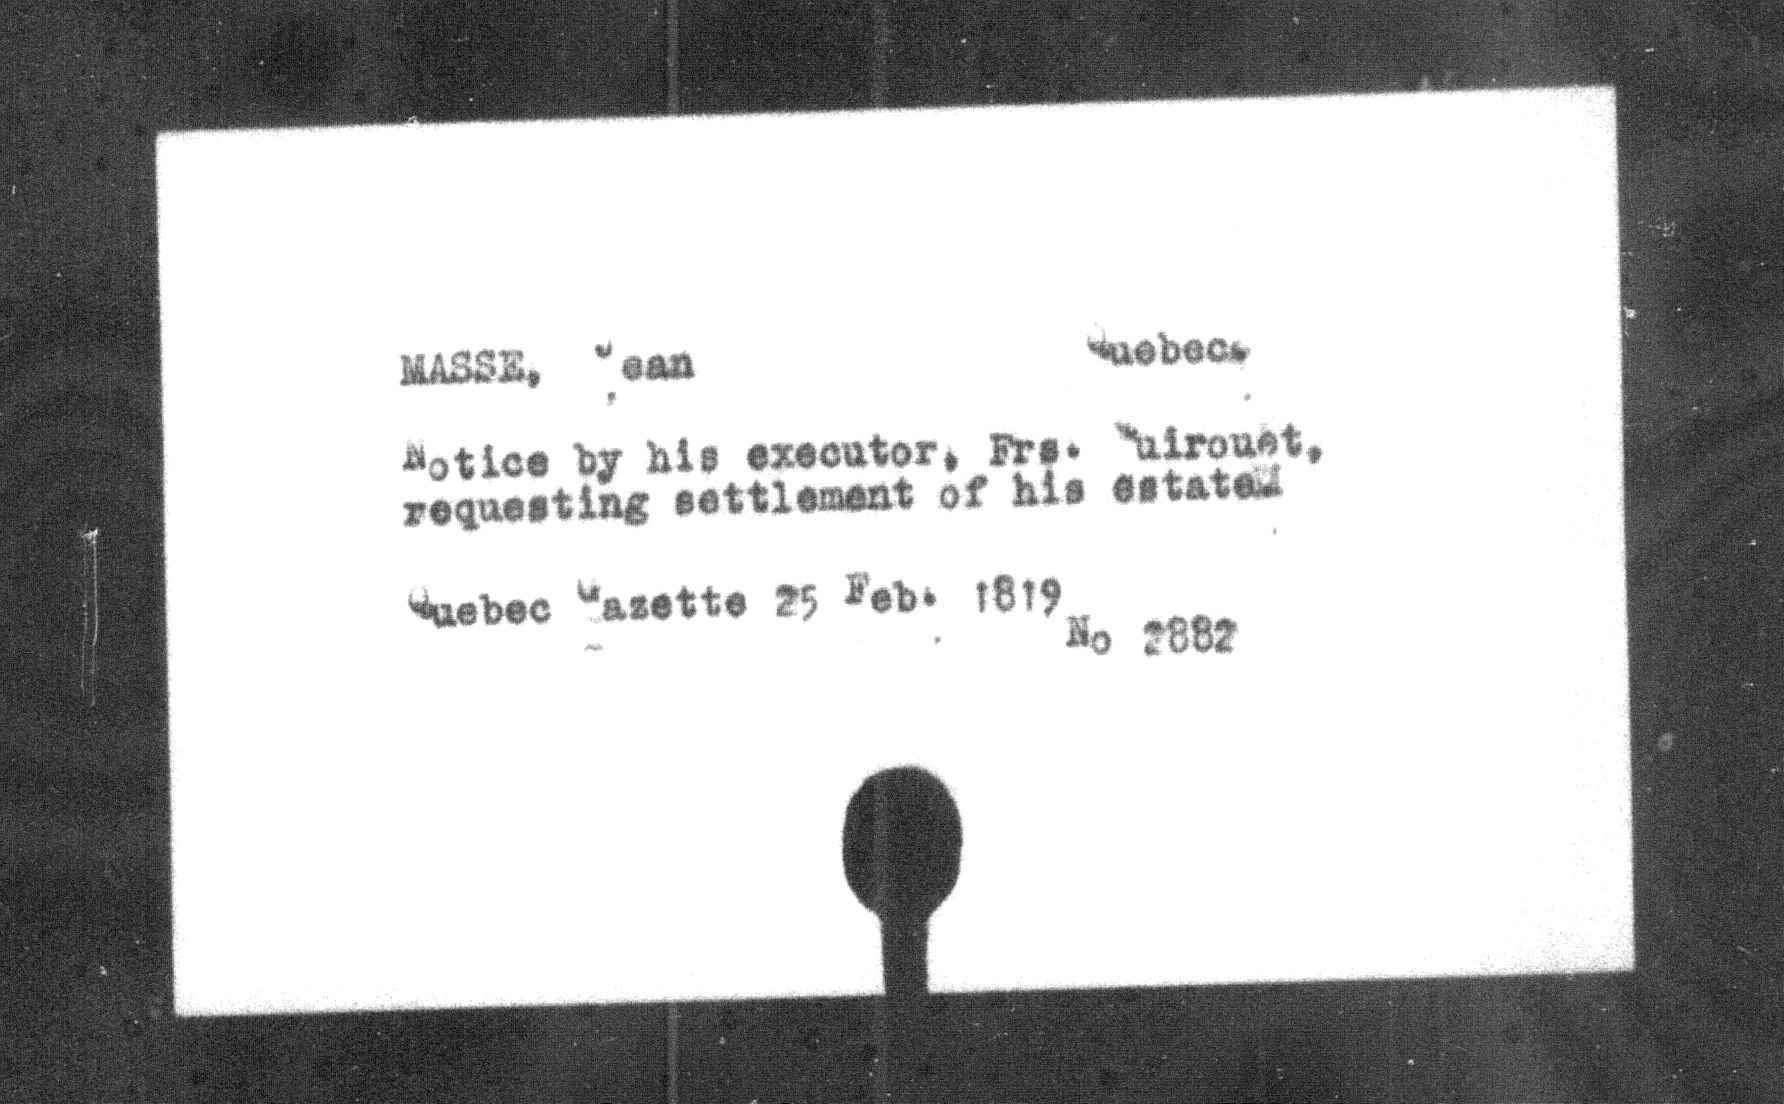 MASSE, Jean Quebec.
Notice by his executor, Frs. Quirouet,
requesting settlement of his estate
Quebec Gazette 25 Feb. 1819
No 2882